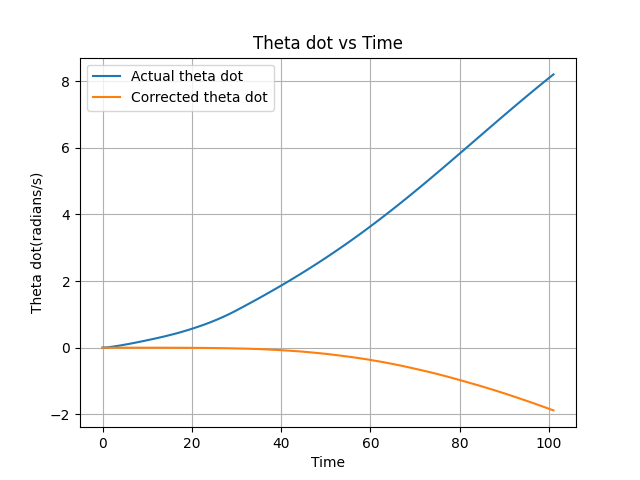 Theta dot vs Time
Actual theta dot
Corrected theta dot
Theta dot(radians/s)
8
6
4
2
0
−2
0 20 40 60 80 100
Time